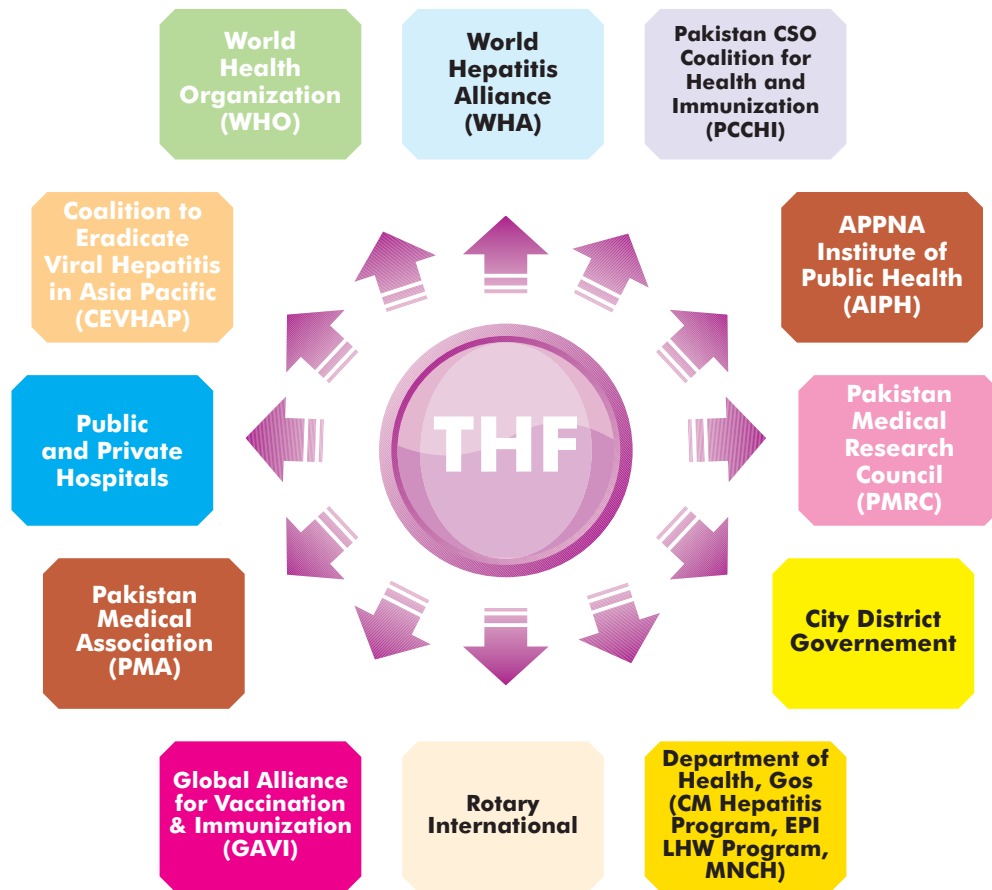 World
Health
Organization
(WHO)
World
Hepatitis
Alliance
(WHA)
Pakistan CSO
Coalition for
Health and
Immunization
(PCCHI)
Coalition to
Eradicate
Viral Hepatitis
in Asia Pacific
(CEVHAP)
APPNA
Institute of
Public Health
(AIPH)
Public
and Private
Hospitals
THF
Pakistan
Medical
Research
Council
(PMRC)
Pakistan
Medical
Association
(PMA)
City District
Governement
Global Alliance
for Vaccination
& Immunization
(GAVI)
Rotary
International
Department of
Health, Gos
(CM Hepatitis
Program, EPI
LHW Program,
MNCH)